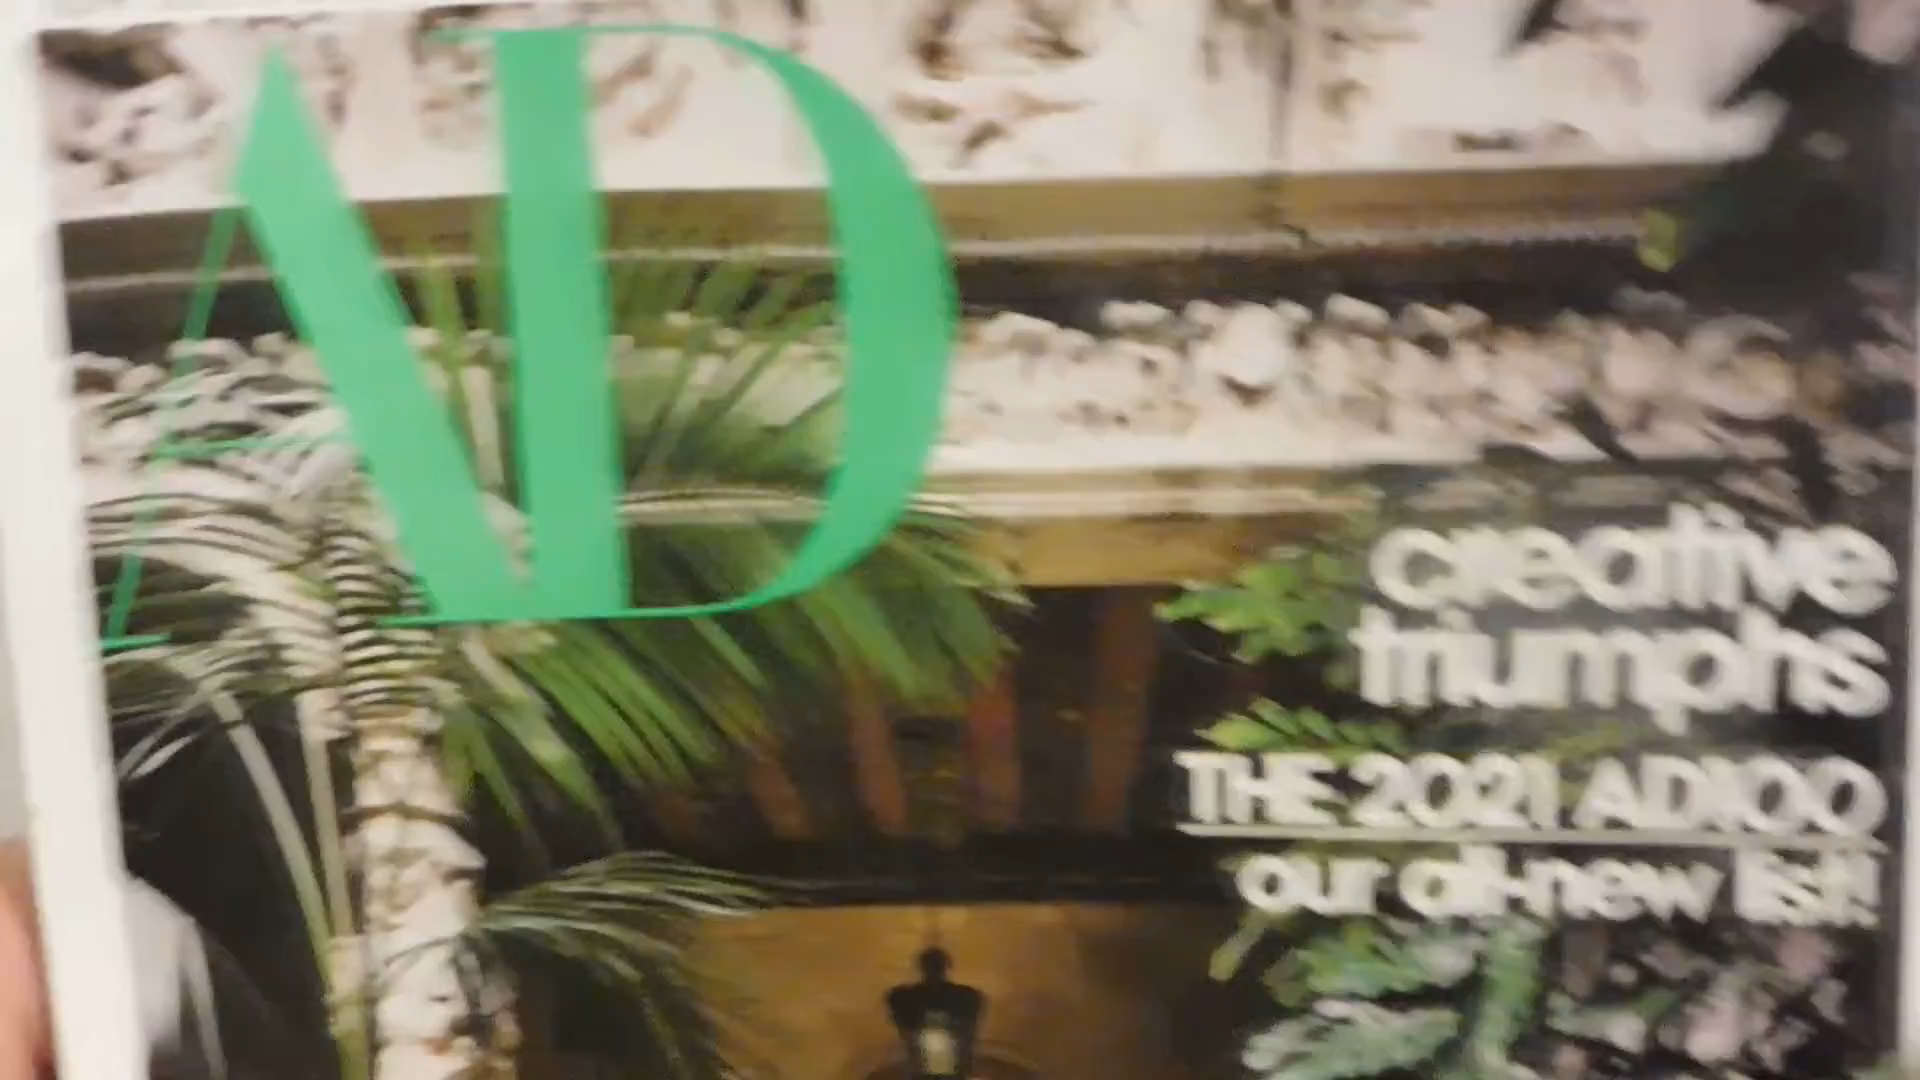 AD
creative
triumphs
THE 2021 AD100
our all-new list!